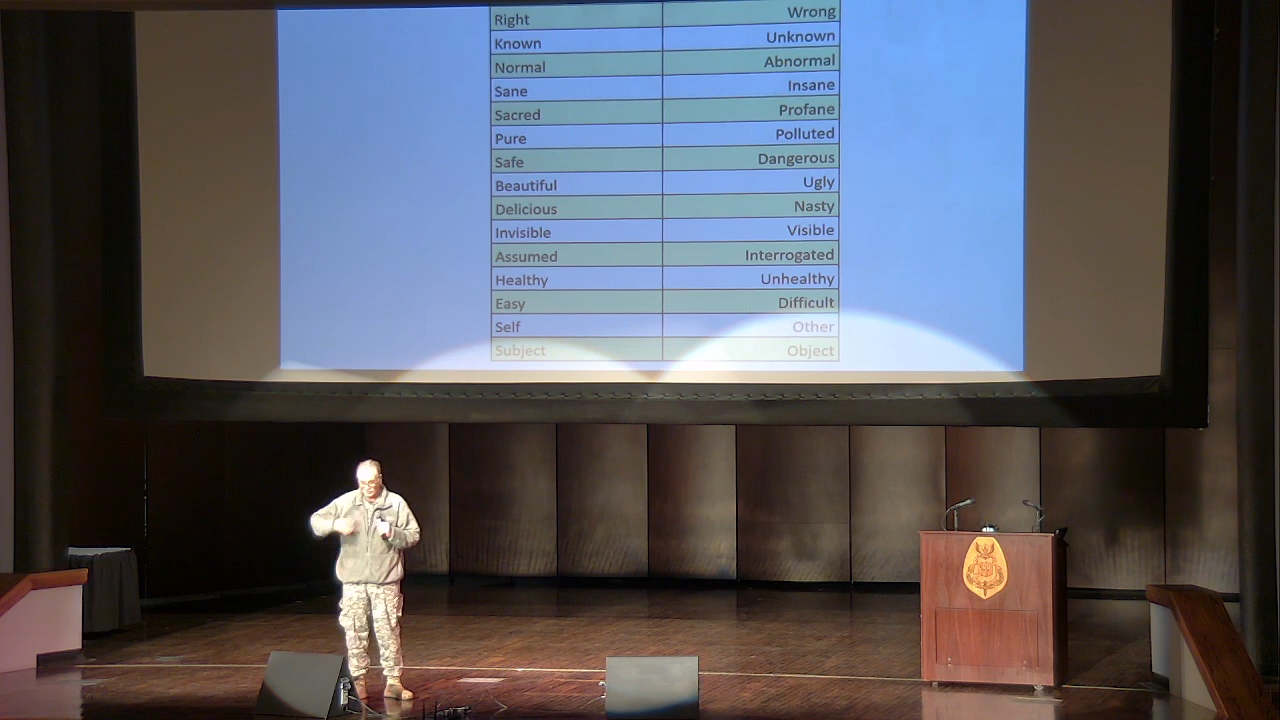 Right Wrong
Known Unknown
Normal Abnormal
Sane Insane
Sacred Profane
Pure Polluted
Safe Dangerous
Beautiful Ugly
Delicious Nasty
Invisible Visible
Assumed Interrogated
Healthy Unhealthy
Easy Difficult
Self Other
Subject Object